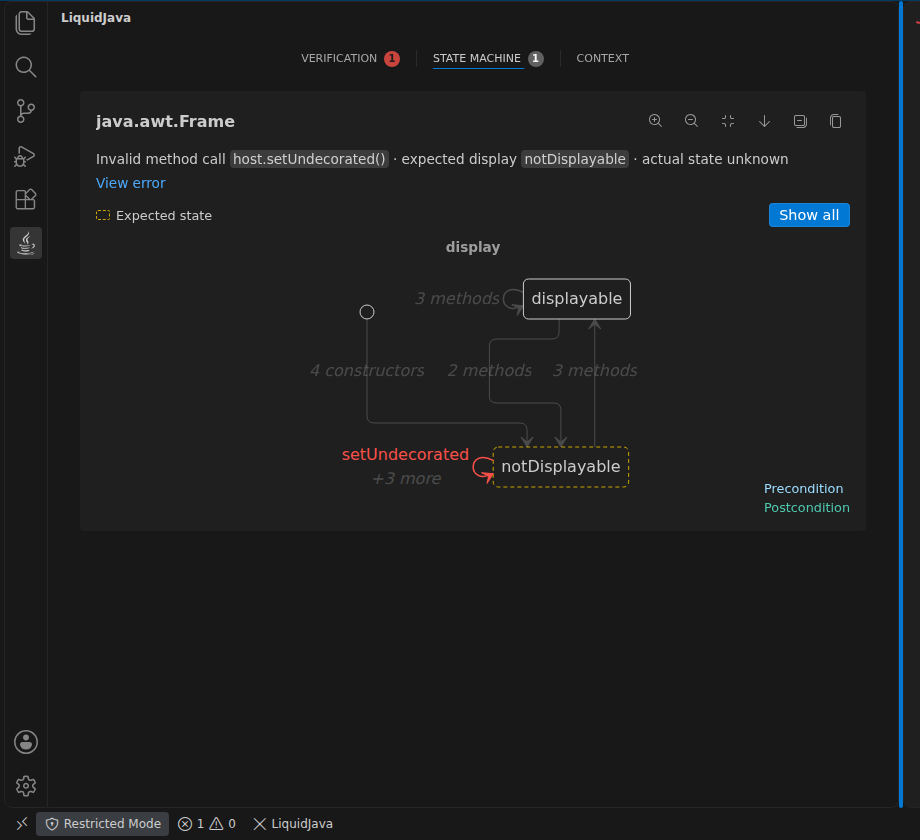 LiquidJava
VERIFICATION 1 STATE MACHINE 1 CONTEXT
java.awt.Frame
Invalid method call host.setUndecorated() · expected display notDisplayable · actual state unknown
View error
Expected state
Show all
display
3 methods
displayable
4 constructors 2 methods 3 methods
setUndecorated
+3 more
notDisplayable
Precondition
Postcondition
Restricted Mode 1 0 LiquidJava